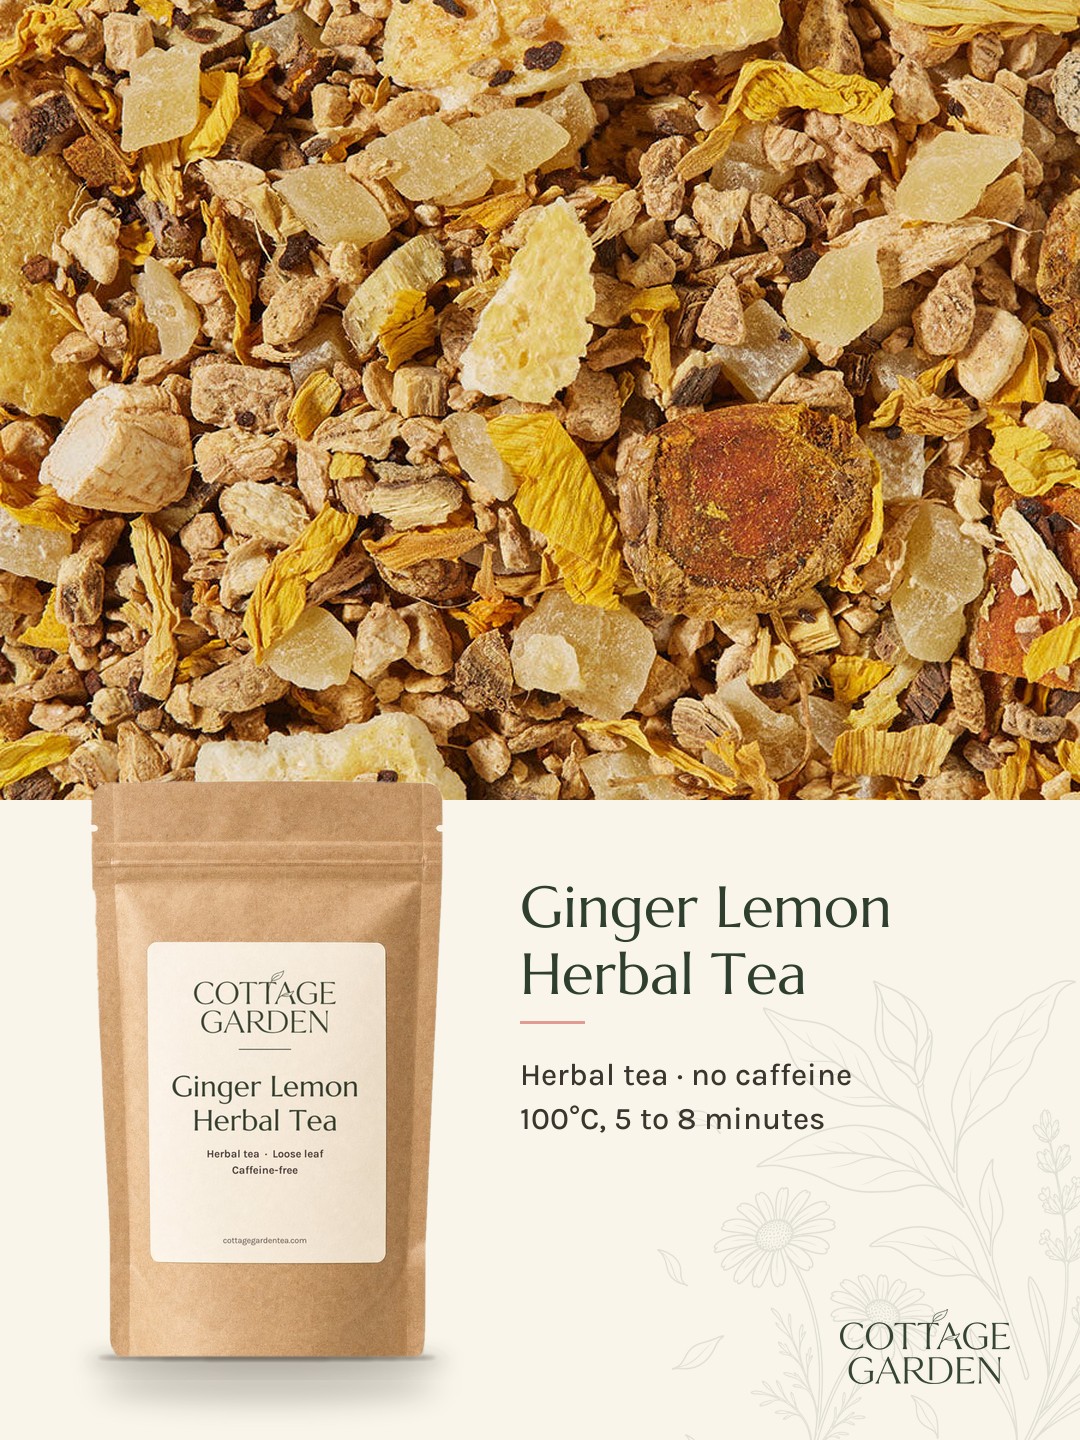 COTTAGE
GARDEN
Ginger Lemon
Herbal Tea
Herbal tea · Loose leaf
Caffeine-free
cottagegardentea.com
Ginger Lemon
Herbal Tea
Herbal tea · no caffeine
100°C, 5 to 8 minutes
COTTAGE
GARDEN